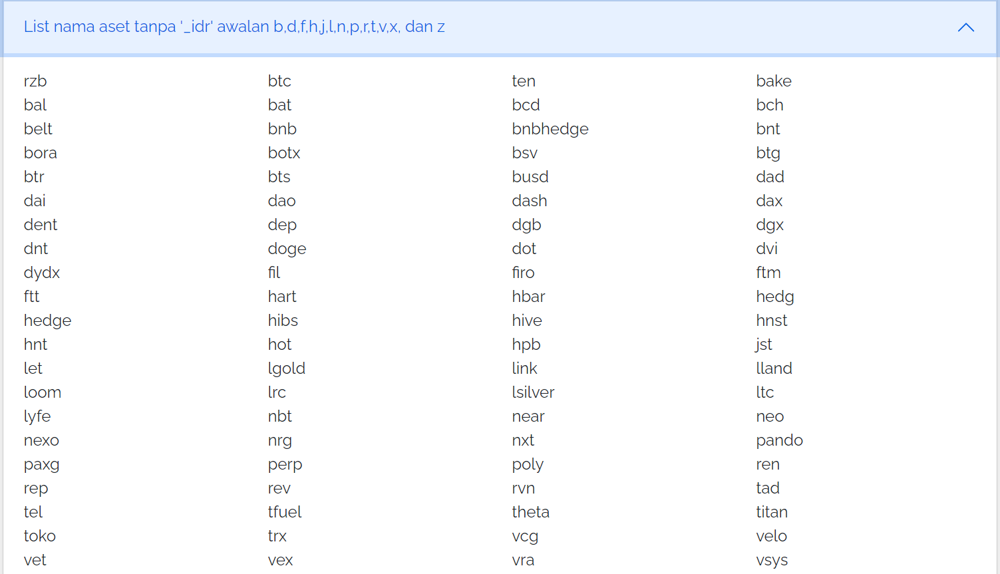 List nama aset tanpa '_idr' awalan b,d,f,h,j,l,n,p,r,t,v,x, dan z
rzb btc ten bake
bal bat bcd bch
belt bnb bnbhedge bnt
bora botx bsv btg
btr bts busd dad
dai dao dash dax
dent dep dgb dgx
dnt doge dot dvi
dydx fil firo ftm
ftt hart hbar hedg
hedge hibs hive hnst
hnt hot hpb jst
let lgold link lland
loom lrc lsilver ltc
lyfe nbt near neo
nexo nrg nxt pando
paxg perp poly ren
rep rev rvn tad
tel tfuel theta titan
toko trx vcg velo
vet vex vra vsys